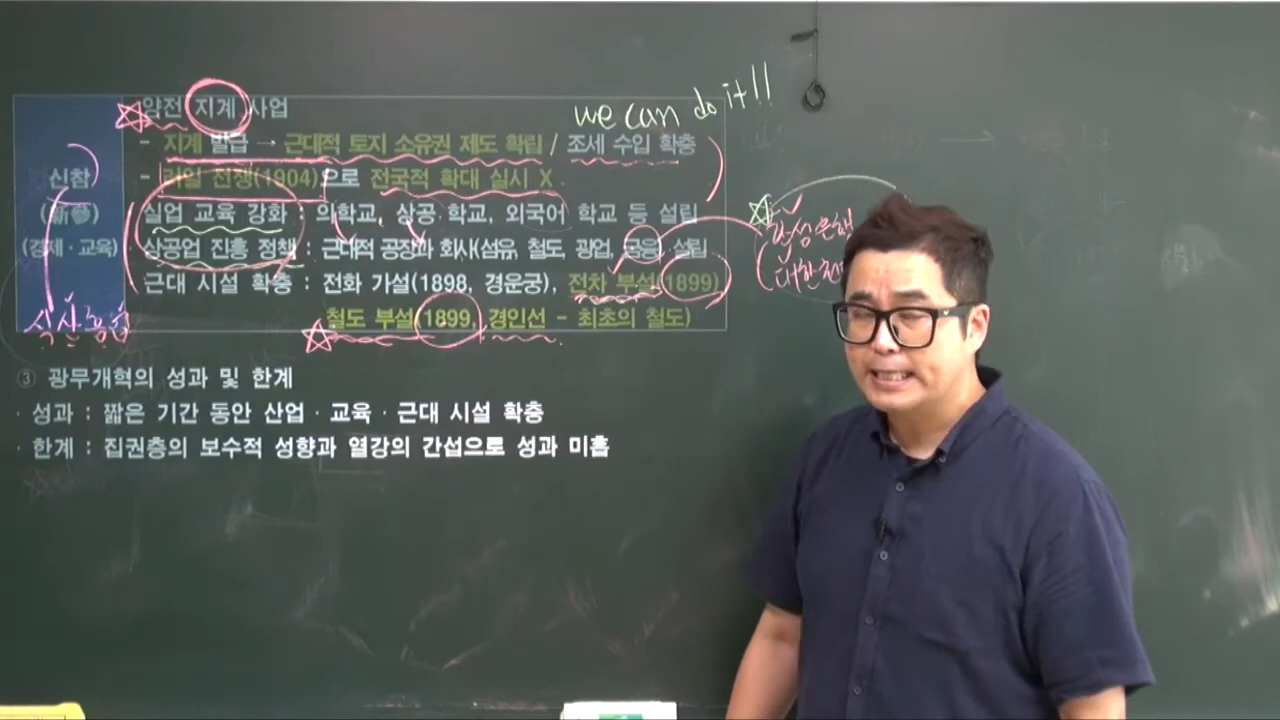 · 양전 지계 사업
we can do it!!
- 지계 발급 → 근대적 토지 소유권 제도 확립 / 조세 수입 확충
신참
- 러일 전쟁(1904)으로 전국적 확대 실시 X
(新參)
실업 교육 강화 : 의학교, 상공 학교, 외국어 학교 등 설립
(경제·교육)
상공업 진흥 정책 : 근대적 공장과 회사(섬유, 철도, 광업, 금융) 설립
근대 시설 확충 : 전화 가설(1898, 경운궁), 전차 부설(1899)
철도 부설(1899, 경인선 - 최초의 철도)
식산흥업
대한천
③ 광무개혁의 성과 및 한계
· 성과 : 짧은 기간 동안 산업 · 교육 · 근대 시설 확충
· 한계 : 집권층의 보수적 성향과 열강의 간섭으로 성과 미흡